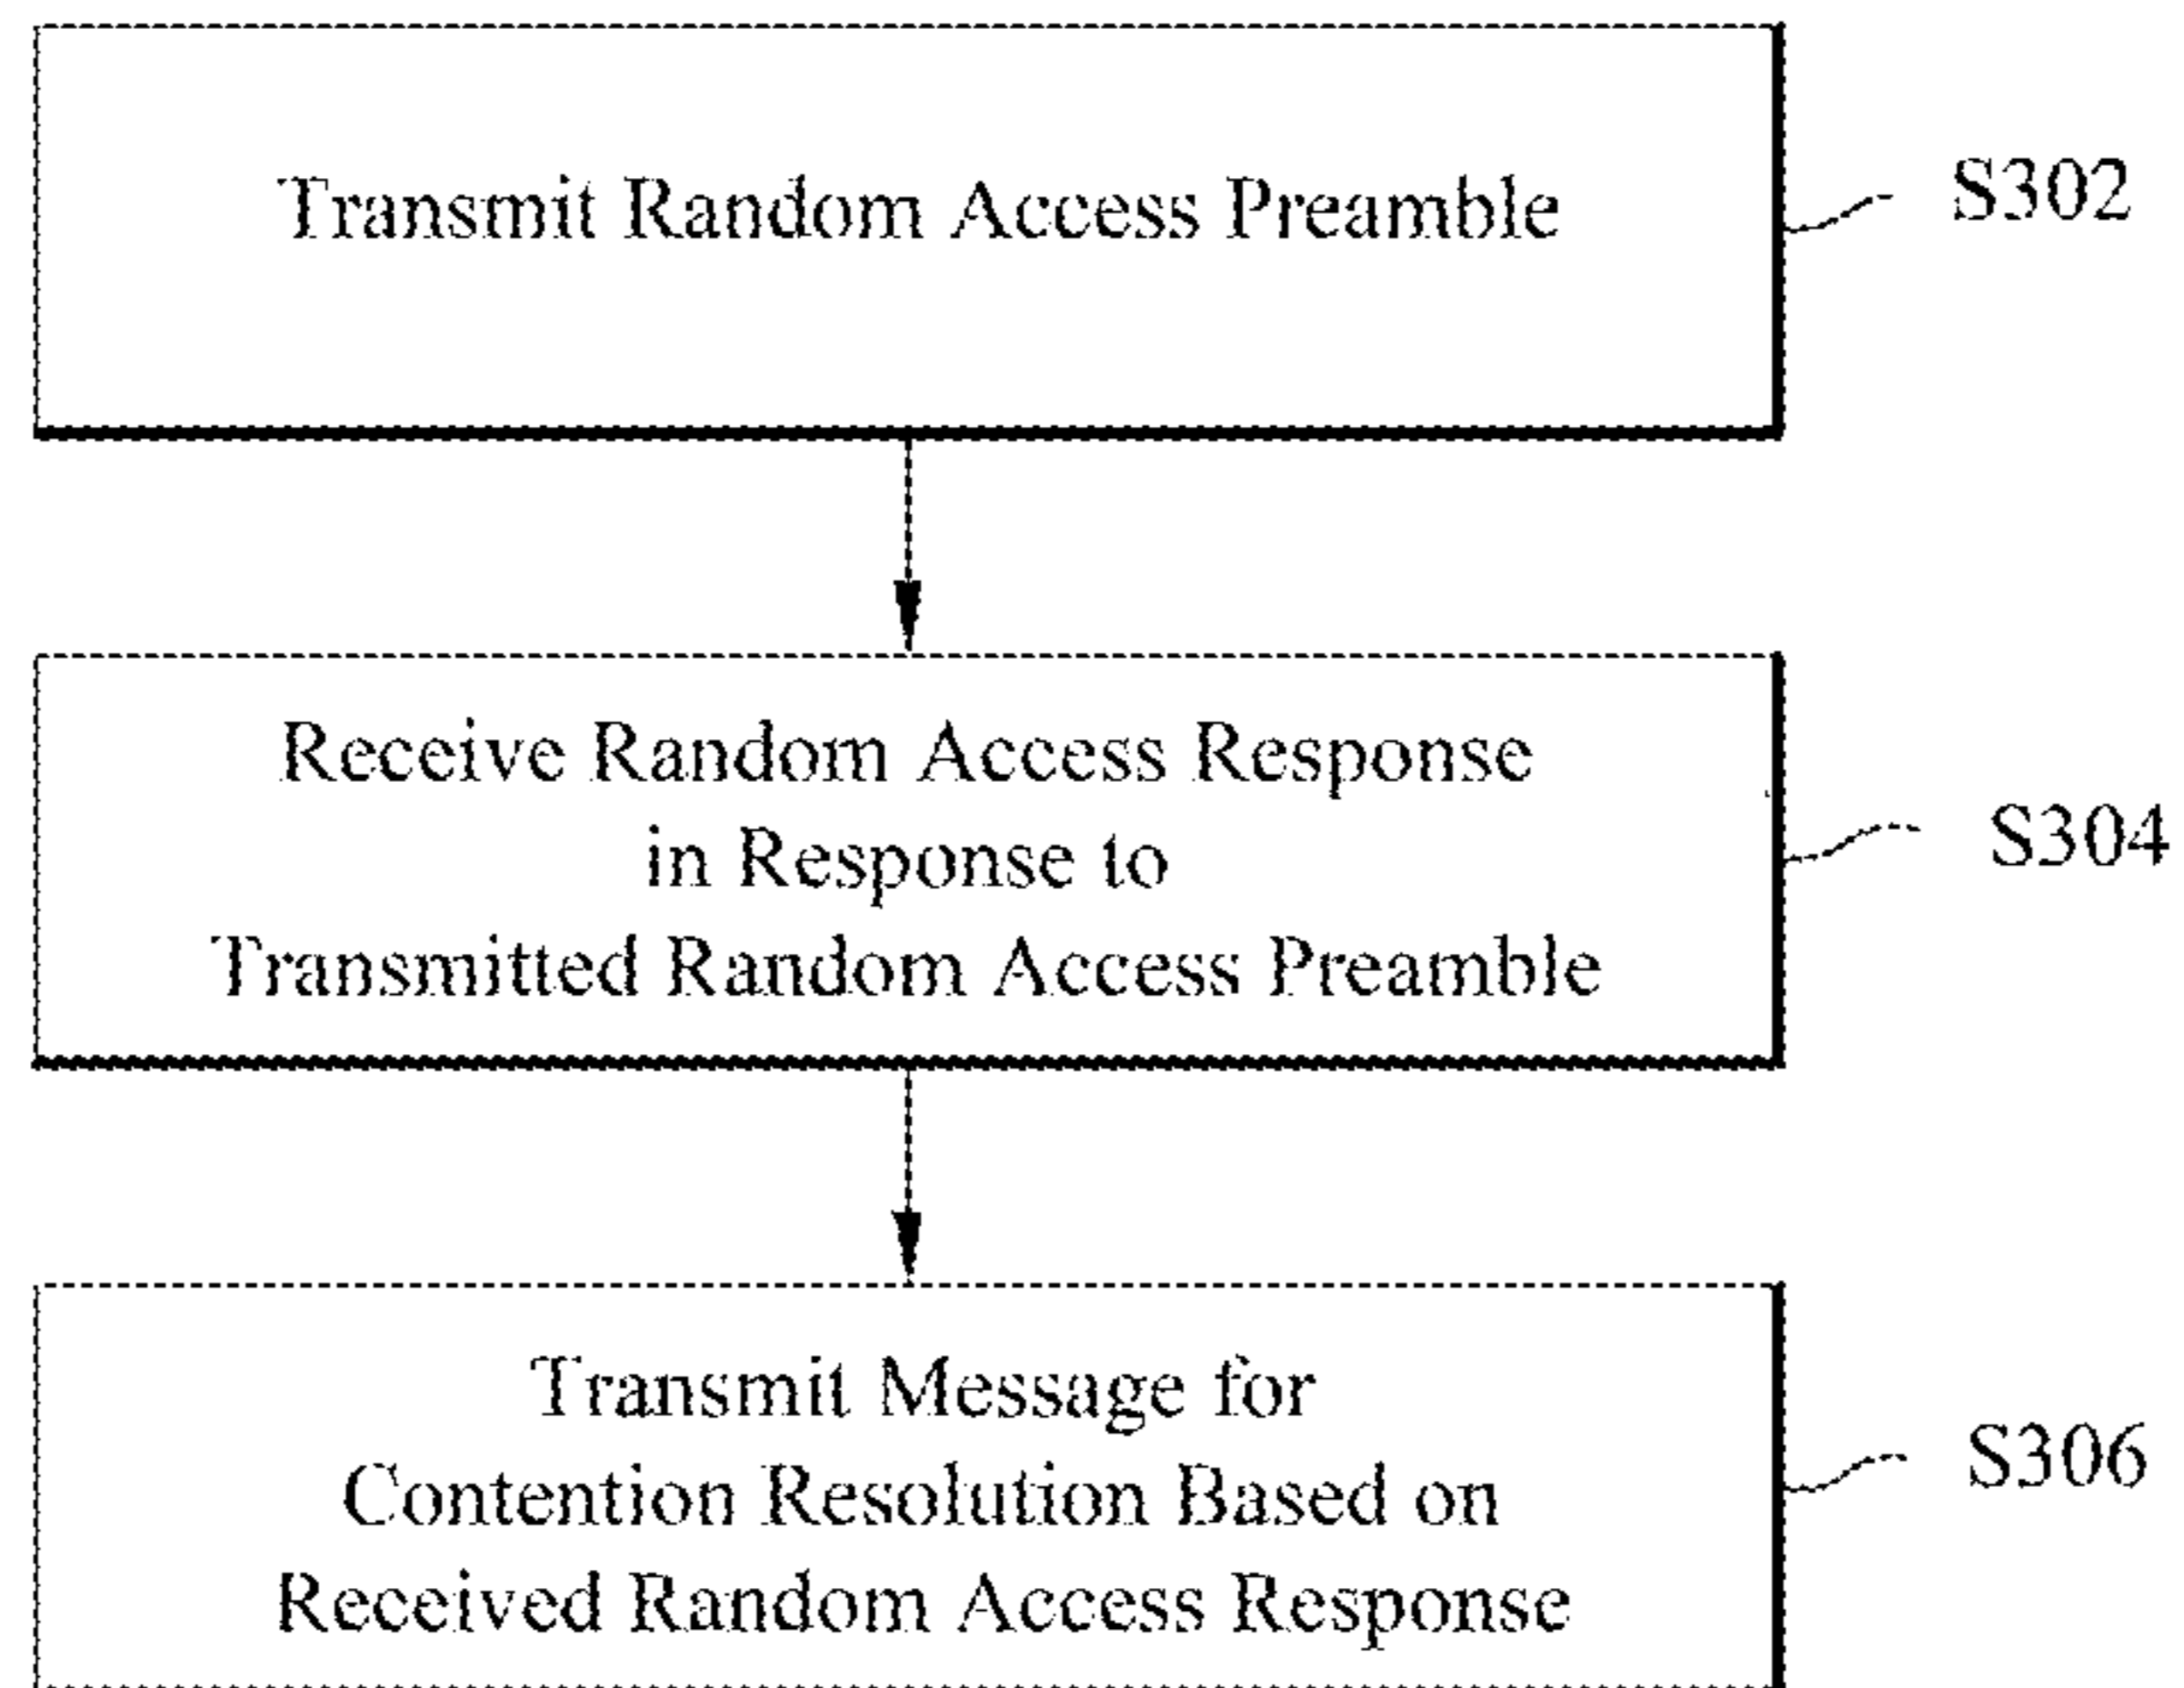 Transmit Random Access Preamble
S302
Receive Random Access Response
in Response to
Transmitted Random Access Preamble
S304
Transmit Message for
Contention Resolution Based on
Received Random Access Response
S306